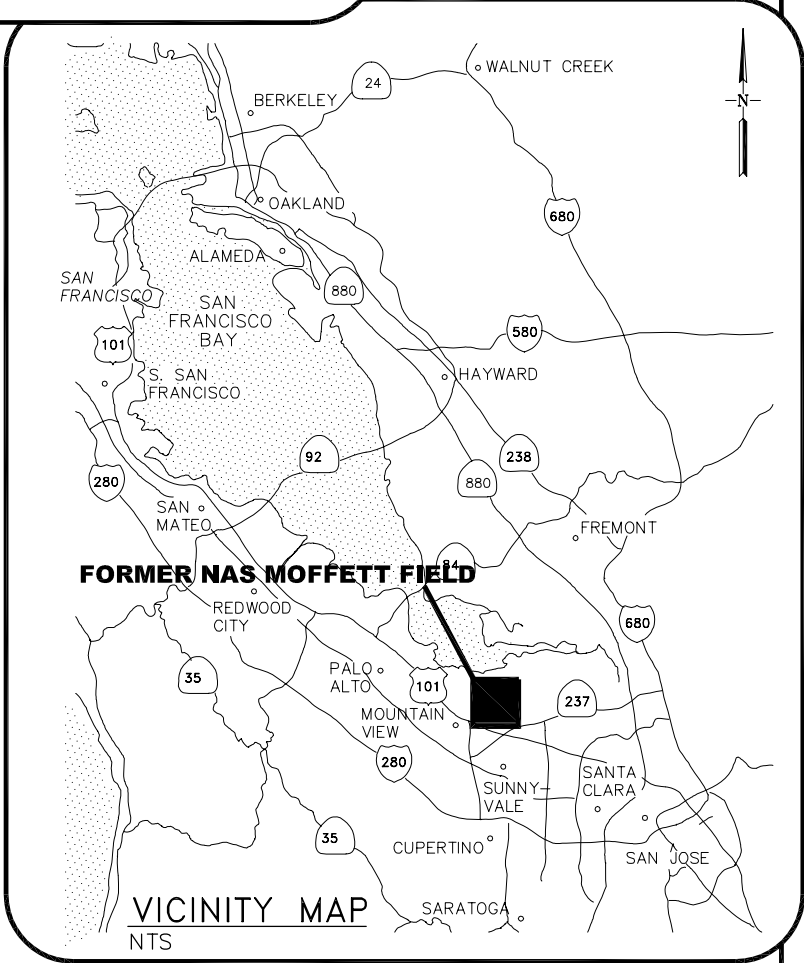 WALNUT CREEK
24
N
BERKELEY
OAKLAND
680
ALAMEDA
SAN
FRANCISCO
880
SAN
FRANCISCO
BAY
580
101
S. SAN
FRANCISCO
HAYWARD
92
238
280
880
SAN
MATEO
FREMONT
84
FORMER NAS MOFFETT FIELD
REDWOOD
CITY
680
35
PALO
ALTO
101
237
MOUNTAIN
VIEW
280
SUNNY-
VALE
SANTA
CLARA
35
CUPERTINO
SAN JOSE
SARATOGA
VICINITY MAP
NTS